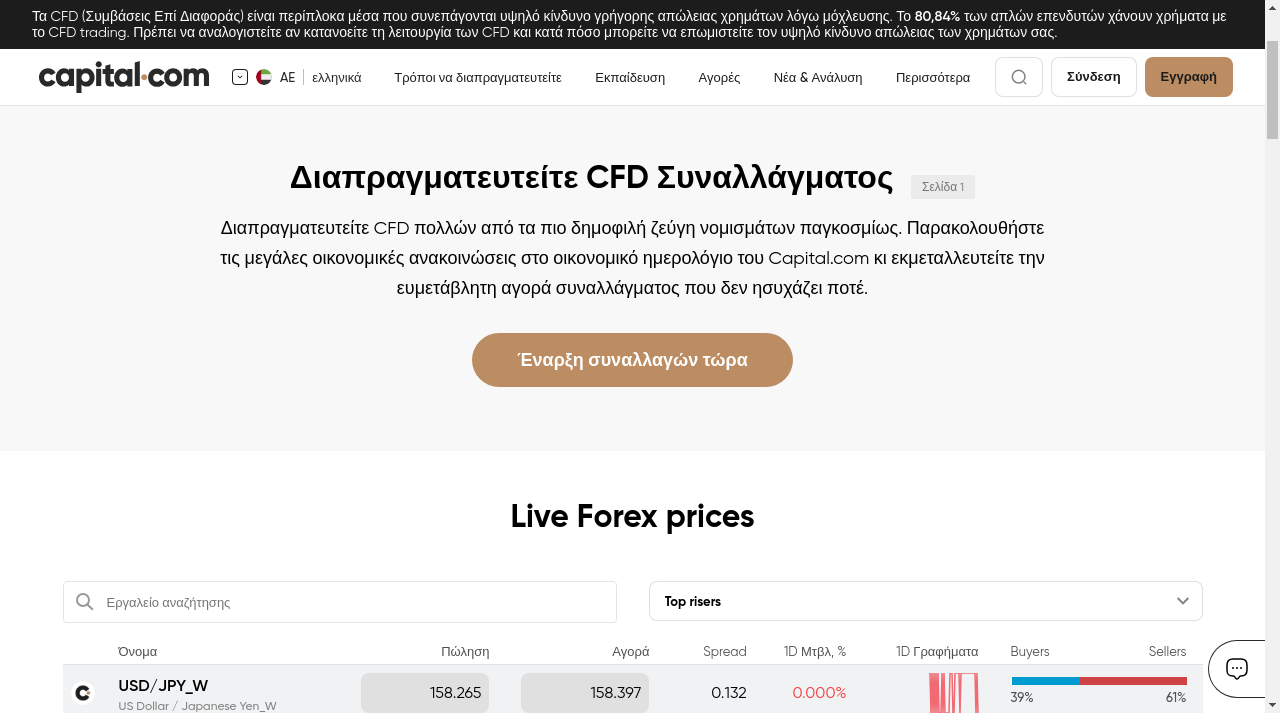 Τα CFD (Συμβάσεις Επί Διαφοράς) είναι περίπλοκα μέσα που συνεπάγονται υψηλό κίνδυνο γρήγορης απώλειας χρημάτων λόγω μόχλευσης. Το 80,84% των απλών επενδυτών χάνουν χρήματα με
το CFD trading. Πρέπει να αναλογιστείτε αν κατανοείτε τη λειτουργία των CFD και κατά πόσο μπορείτε να επωμιστείτε τον υψηλό κίνδυνο απώλειας των χρημάτων σας.
capital.com AE ελληνικά Τρόποι να διαπραγματευτείτε Εκπαίδευση Αγορές Νέα & Ανάλυση Περισσότερα Σύνδεση Εγγραφή
Διαπραγματευτείτε CFD Συναλλάγματος Σελίδα 1
Διαπραγματευτείτε CFD πολλών από τα πιο δημοφιλή ζεύγη νομισμάτων παγκοσμίως. Παρακολουθήστε
τις μεγάλες οικονομικές ανακοινώσεις στο οικονομικό ημερολόγιο του Capital.com κι εκμεταλλευτείτε την
ευμετάβλητη αγορά συναλλάγματος που δεν ησυχάζει ποτέ.
Έναρξη συναλλαγών τώρα
Live Forex prices
Εργαλείο αναζήτησης Top risers
Όνομα Πώληση Αγορά Spread 1D Μτβλ, % 1D Γραφήματα Buyers Sellers
USD/JPY_W 158.265 158.397 0.132 0.000%
US Dollar / Japanese Yen_W 39% 61%